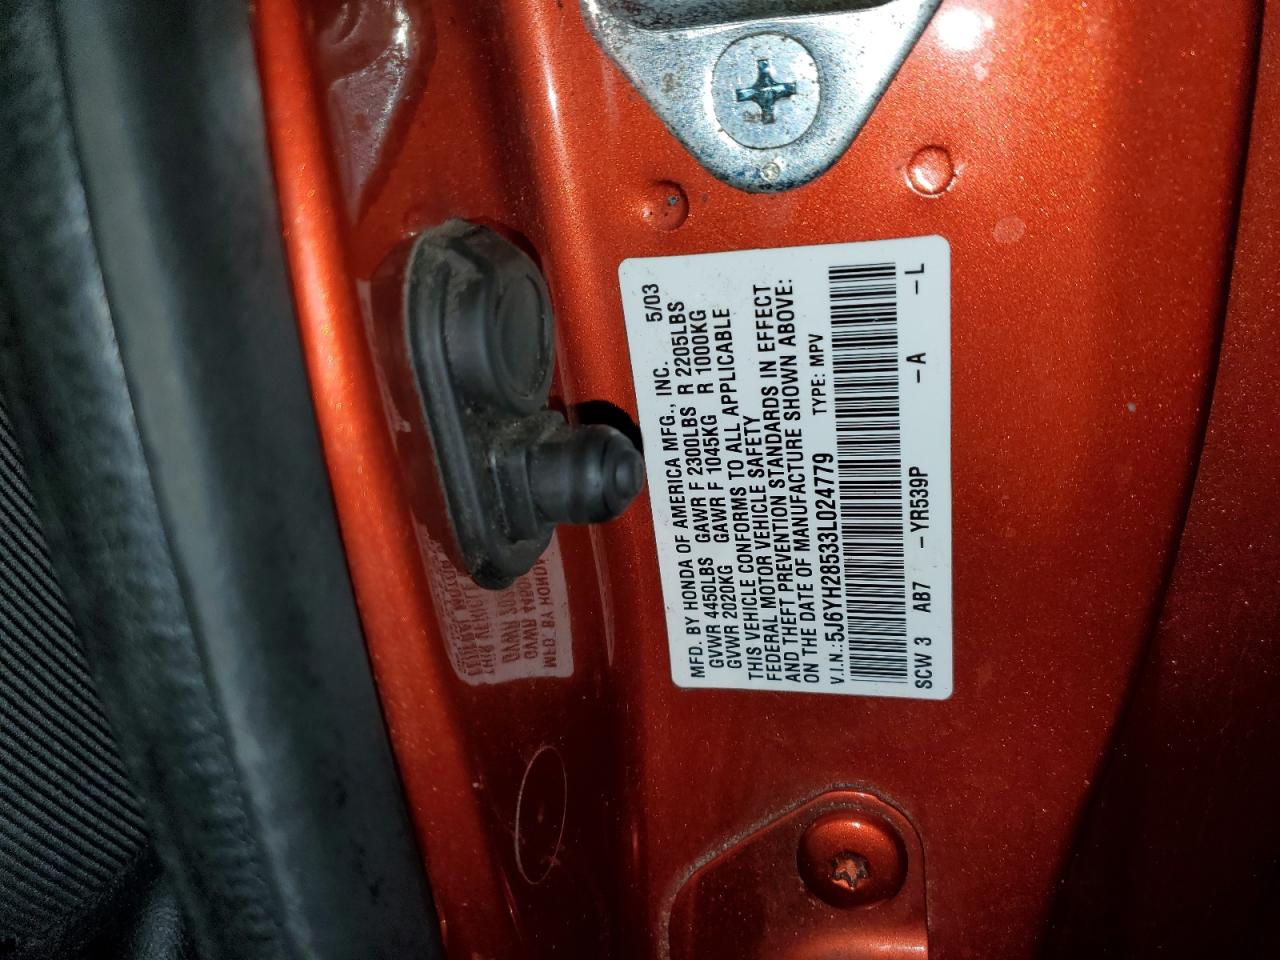 MFD. BY HONDA OF AMERICA MFG., INC. 5/03
GVWR 4450LBS GAWR F 2300LBS R 2205LBS
GVWR 2020KG GAWR F 1045KG R 1000KG
THIS VEHICLE CONFORMS TO ALL APPLICABLE
FEDERAL MOTOR VEHICLE SAFETY
AND THEFT PREVENTION STANDARDS IN EFFECT
ON THE DATE OF MANUFACTURE SHOWN ABOVE:
V.I.N.:5J6YH28533L024779 TYPE: MPV
SCW 3 AB7 -YR539P -A -L